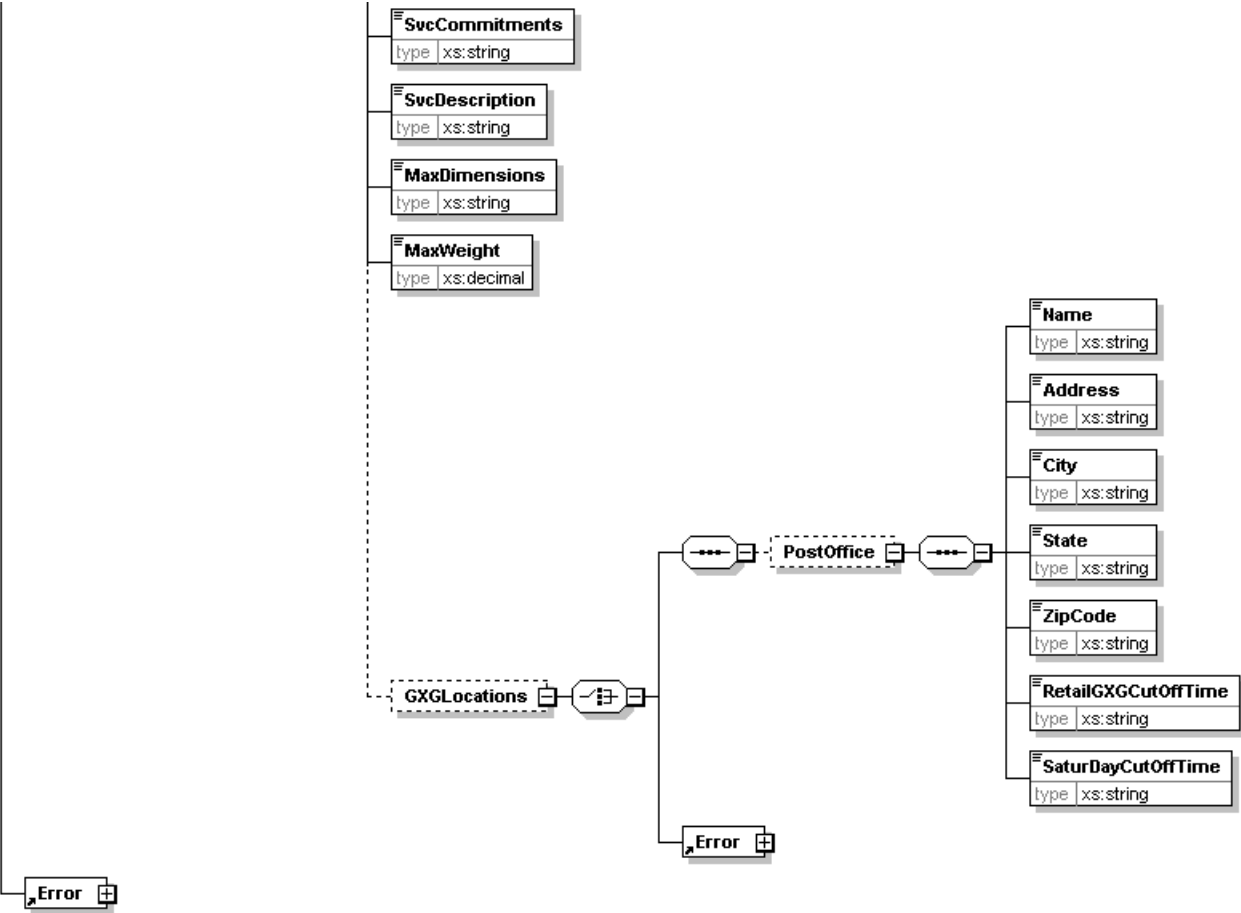 SvcCommitments
type xs:string
SvcDescription
type xs:string
MaxDimensions
type xs:string
MaxWeight
type xs:decimal
Name
type xs:string
Address
type xs:string
City
type xs:string
PostOffice
State
type xs:string
ZipCode
type xs:string
GXGLocations
RetailGXGCutOffTime
type xs:string
SaturDayCutOffTime
type xs:string
Error
Error